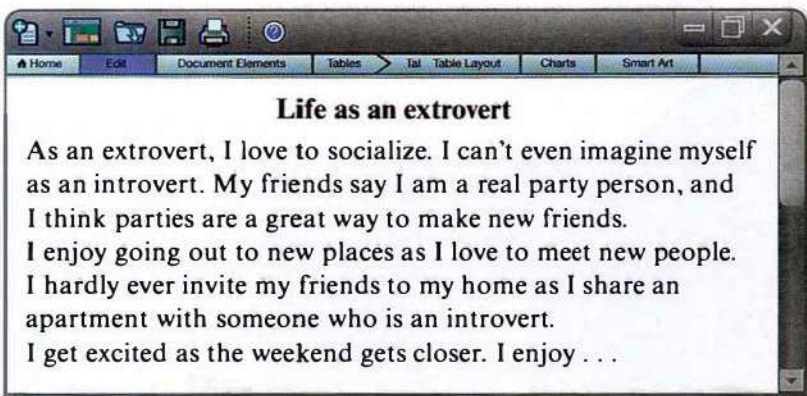 Home Edit Document Elements Tables Tal Table Layout Charts Smart Art
Life as an extrovert
As an extrovert, I love to socialize. I can't even imagine myself
as an introvert. My friends say I am a real party person, and
I think parties are a great way to make new friends.
I enjoy going out to new places as I love to meet new people.
I hardly ever invite my friends to my home as I share an
apartment with someone who is an introvert.
I get excited as the weekend gets closer. I enjoy . . .